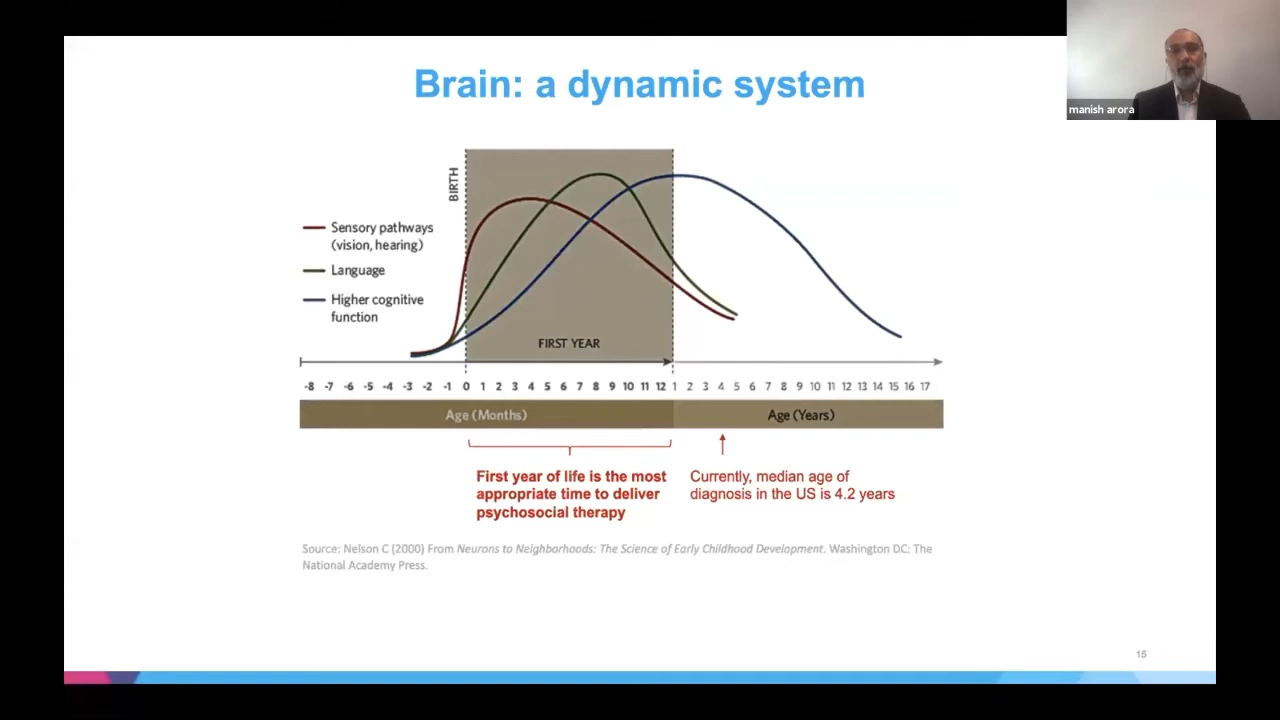 Brain: a dynamic system
manish arora
BIRTH
Sensory pathways
(vision, hearing)
Language
Higher cognitive
function
FIRST YEAR
-8 -7 -6 -5 -4 -3 -2 -1 0 1 2 3 4 5 6 7 8 9 10 11 12 1 2 3 4 5 6 7 8 9 10 11 12 13 14 15 16 17
Age (Months) Age (Years)
First year of life is the most
appropriate time to deliver
psychosocial therapy
Currently, median age of
diagnosis in the US is 4.2 years
Source: Nelson C (2000) From Neurons to Neighborhoods: The Science of Early Childhood Development. Washington DC: The
National Academy Press.
15